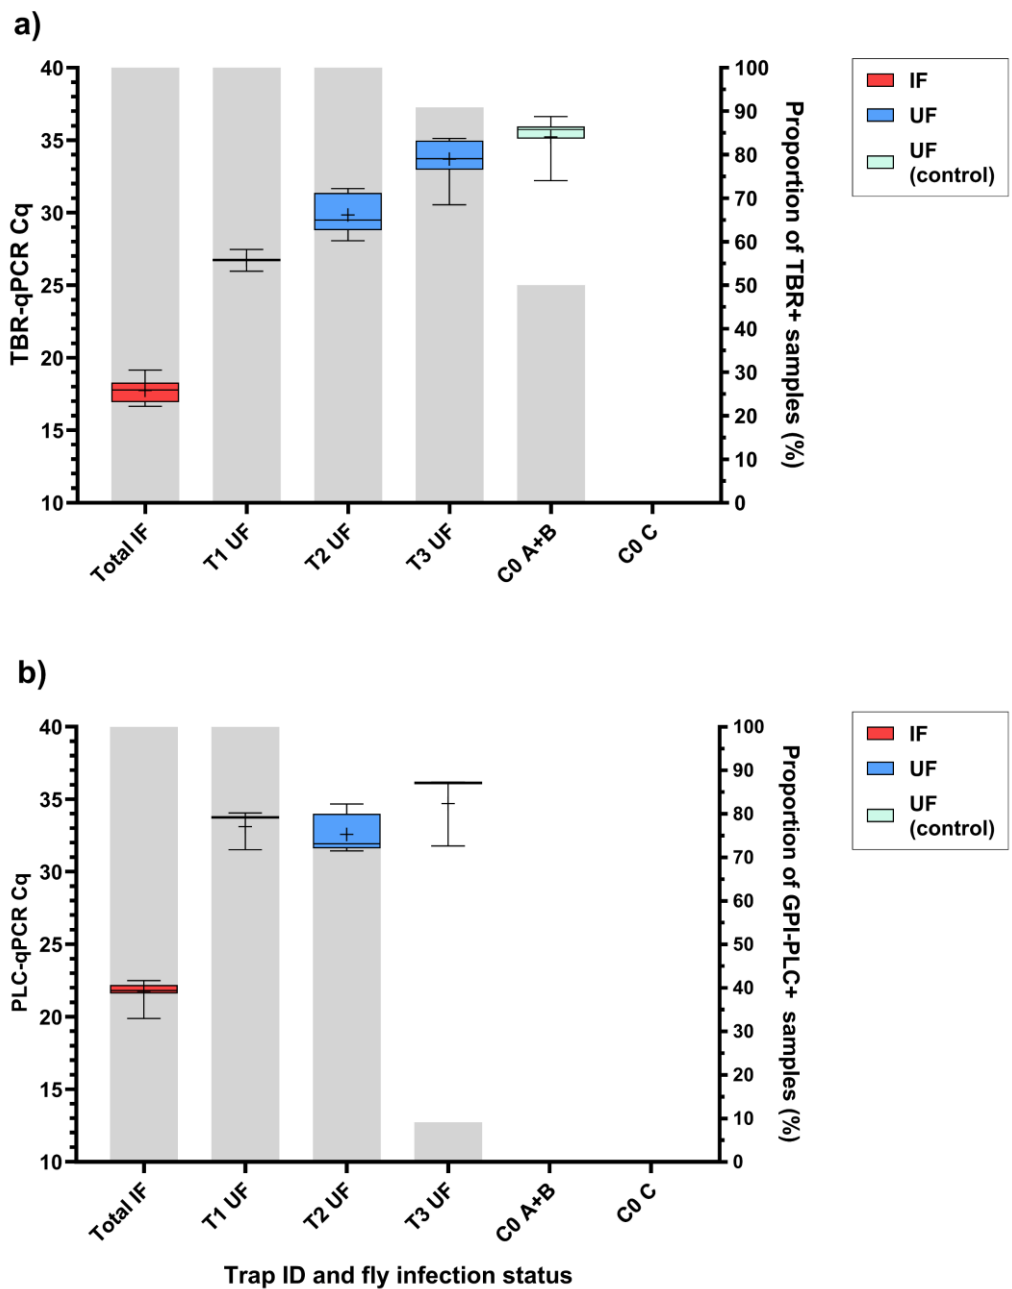 a)
TBR-qPCR Cq
40
35
30
25
20
15
10
100
90
80
70
60
50
40
30
20
10
0
Proportion of TBR+ samples (%)
Total IF
T1 UF
T2 UF
T3 UF
C0 A+B
C0 C
IF
UF
UF
(control)
b)
PLC-qPCR Cq
40
35
30
25
20
15
10
100
90
80
70
60
50
40
30
20
10
0
Proportion of GPI-PLC+ samples (%)
Total IF
T1 UF
T2 UF
T3 UF
C0 A+B
C0 C
Trap ID and fly infection status
IF
UF
UF
(control)